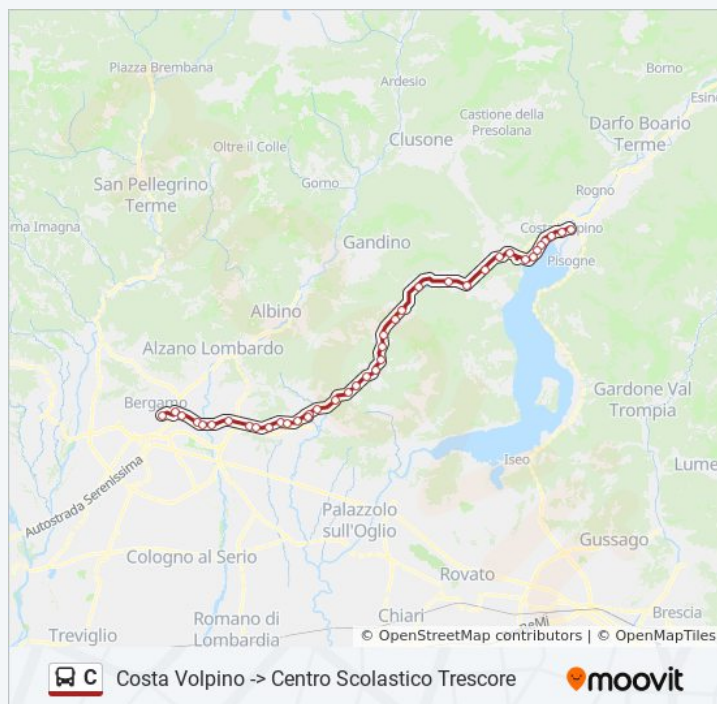 Piazza Brembana
Ardesio
Borno
Esine
Castione della
Presolana
Darfo Boario
Terme
Clusone
Oltre il Colle
San Pellegrino
Terme
Gorno
Rogno
ma Imagna
Costa Volpino
Gandino
Pisogne
Albino
Alzano Lombardo
Bergamo
Gardone Val
Trompia
Iseo
Lume
Autostrada Serenissima
Palazzolo
sull'Oglio
Gussago
Cologno al Serio
Rovato
Romano di
Lombardia
Chiari
BeMi
Brescia
Treviglio
© OpenStreetMap contributors | © OpenMapTiles
C Costa Volpino -> Centro Scolastico Trescore
moovit